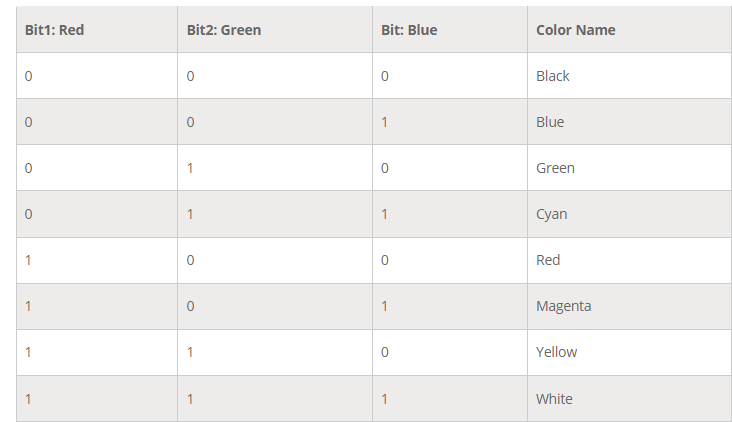 Bit1: Red Bit2: Green Bit: Blue Color Name
0 0 0 Black
0 0 1 Blue
0 1 0 Green
0 1 1 Cyan
1 0 0 Red
1 0 1 Magenta
1 1 0 Yellow
1 1 1 White